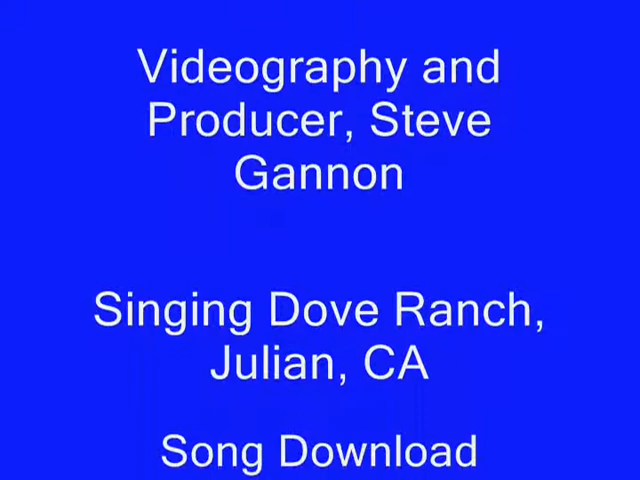 Videography and
Producer, Steve
Gannon
Singing Dove Ranch,
Julian, CA
Song Download